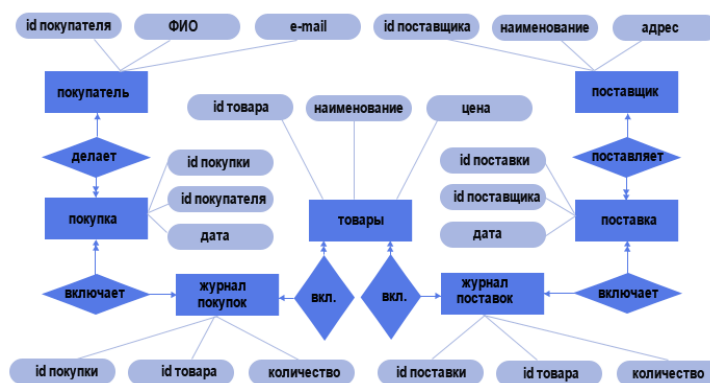 id покупателя
ФИО
e-mail
id поставщика
наименование
адрес
покупатель
поставщик
id товара
наименование
цена
делает
поставляет
id покупки
id поставки
id покупателя
id поставщика
покупка
товары
поставка
дата
дата
включает
журнал
покупок
вкл.
вкл.
журнал
поставок
включает
id покупки
id товара
количество
id поставки
id товара
количество